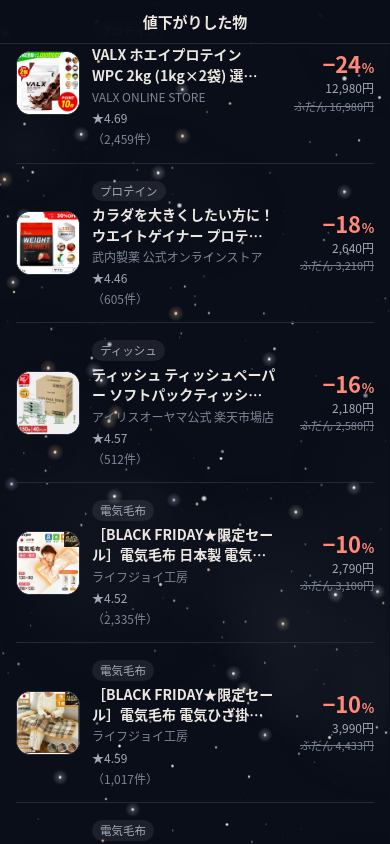 値下がりした物
VALX ホエイプロテイン
WPC 2kg (1kg×2袋) 選…
VALX ONLINE STORE
★4.69
（2,459件）
−24%
12,980円
ふだん 16,980円
プロテイン
カラダを大きくしたい方に！
ウエイトゲイナー プロテ…
武内製薬 公式オンラインストア
★4.46
（605件）
−18%
2,640円
ふだん 3,210円
ティッシュ
ティッシュ ティッシュペーパ
ー ソフトパックティッシ…
アイリスオーヤマ公式 楽天市場店
★4.57
（512件）
−16%
2,180円
ふだん 2,580円
電気毛布
［BLACK FRIDAY★限定セー
ル］電気毛布 日本製 電気…
ライフジョイ工房
★4.52
（2,335件）
−10%
2,790円
ふだん 3,100円
電気毛布
［BLACK FRIDAY★限定セー
ル］電気毛布 電気ひざ掛…
ライフジョイ工房
★4.59
（1,017件）
−10%
3,990円
ふだん 4,433円
電気毛布